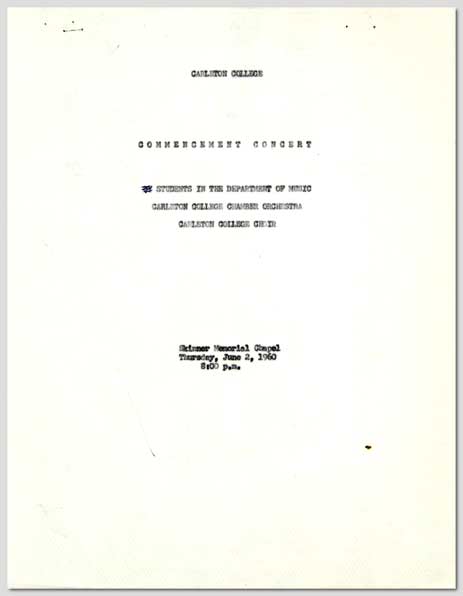 CARLETON COLLEGE
COMMENCEMENT CONCERT
STUDENTS IN THE DEPARTMENT OF MUSIC
CARLETON COLLEGE CHAMBER ORCHESTRA
CARLETON COLLEGE CHOIR
Skinner Memorial Chapel
Thursday, June 2, 1960
8:00 p.m.